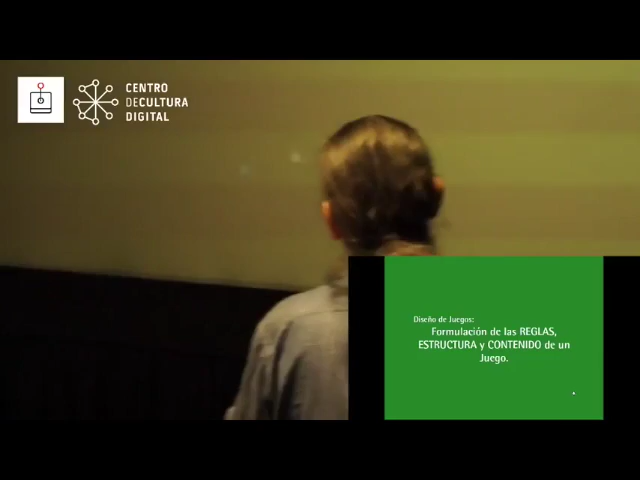 CENTRO
DECULTURA
DIGITAL
Diseño de Juegos:
Formulación de las REGLAS,
ESTRUCTURA y CONTENIDO de un
Juego.